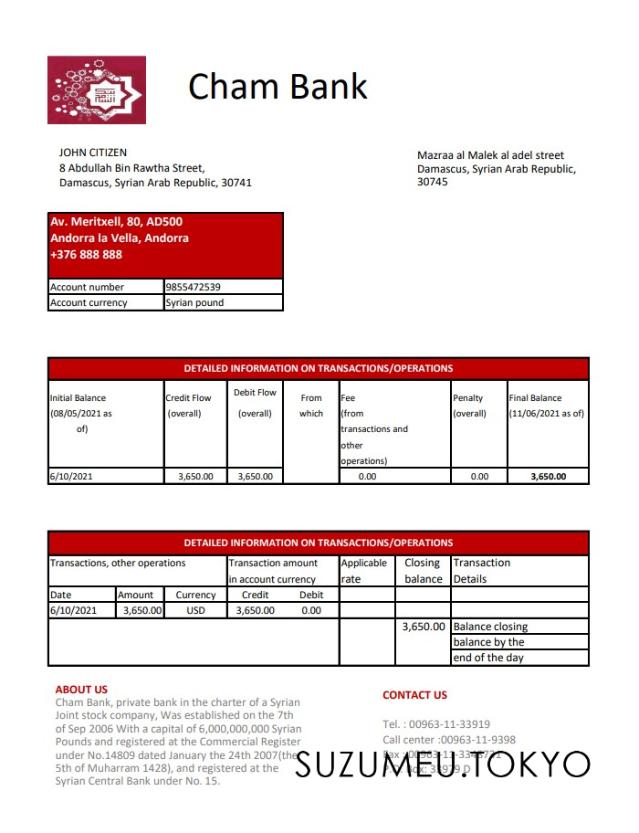 Cham Bank
JOHN CITIZEN
8 Abdullah Bin Rawtha Street,
Damascus, Syrian Arab Republic, 30741
Mazraa al Malek al adel street
Damascus, Syrian Arab Republic,
30745
Av. Meritxell, 80, AD500
Andorra la Vella, Andorra
+376 888 888
Account number 9855472539
Account currency Syrian pound
DETAILED INFORMATION ON TRANSACTIONS/OPERATIONS
Initial Balance
(08/05/2021 as
of)
Credit Flow
(overall)
Debit Flow
(overall)
From
which
Fee
(from
transactions and
other
operations)
Penalty
(overall)
Final Balance
(11/06/2021 as of)
6/10/2021 3,650.00 3,650.00 0.00 0.00 3,650.00
DETAILED INFORMATION ON TRANSACTIONS/OPERATIONS
Transactions, other operations
Transaction amount
in account currency
Applicable
rate
Closing
balance
Transaction
Details
Date Amount Currency Credit Debit
6/10/2021 3,650.00 USD 3,650.00 0.00
3,650.00 Balance closing
balance by the
end of the day
ABOUT US
Cham Bank, private bank in the charter of a Syrian
Joint stock company, Was established on the 7th
of Sep 2006 With a capital of 6,000,000,000 Syrian
Pounds and registered at the Commercial Register
under No.14809 dated January the 24th 2007(the
5th of Muharram 1428), and registered at the
Syrian Central Bank under No. 15.
CONTACT US
Tel. : 00963-11-33919
Call center :00963-11-9398
SUZUMEU.TOKYO